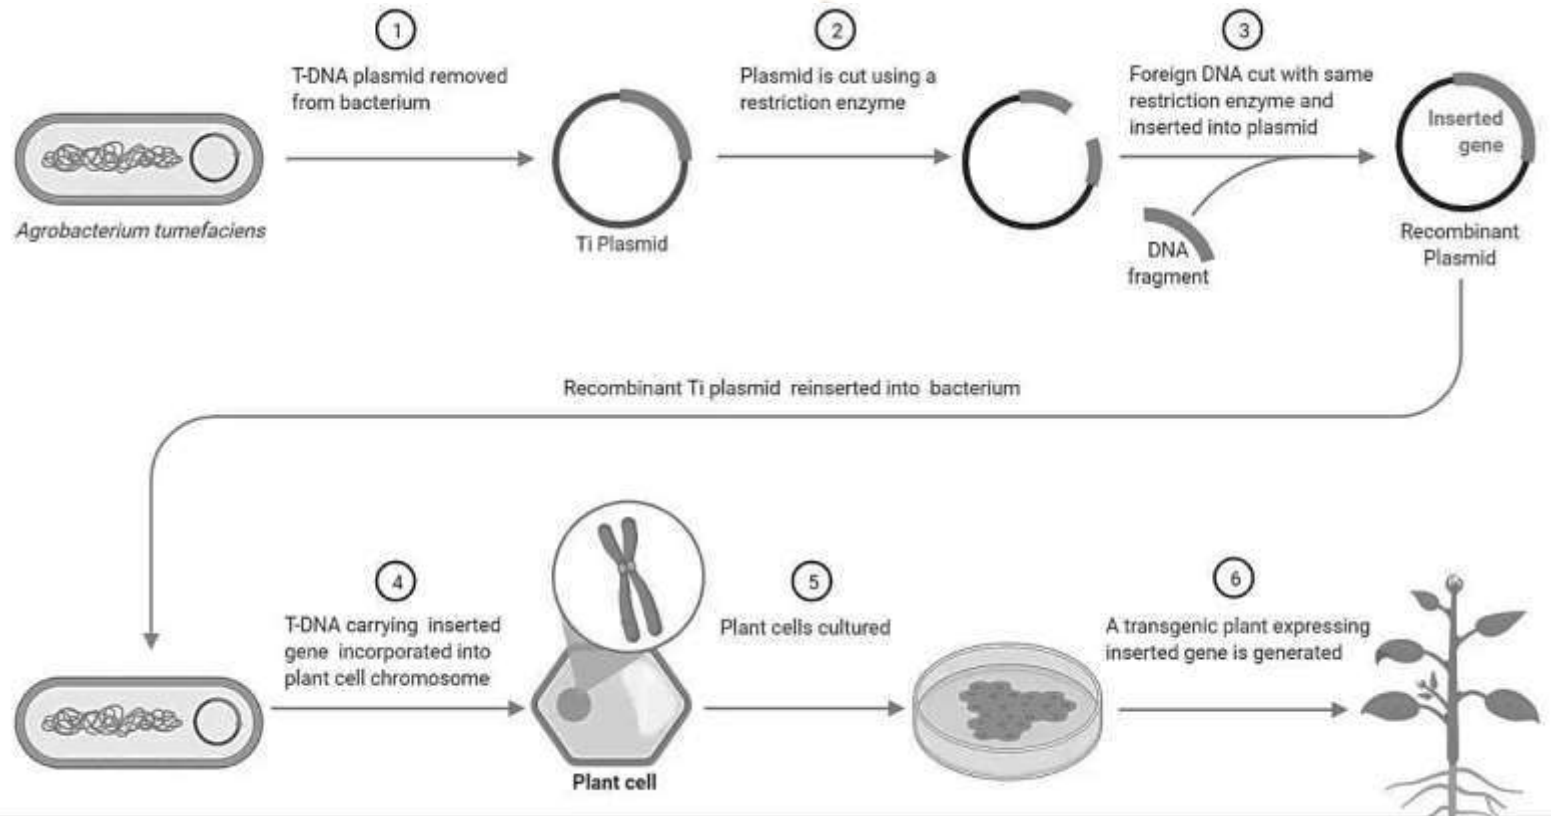 1
T-DNA plasmid removed
from bacterium
2
Plasmid is cut using a
restriction enzyme
3
Foreign DNA cut with same
restriction enzyme and
inserted into plasmid
Inserted
gene
Agrobacterium tumefaciens
Ti Plasmid
DNA
fragment
Recombinant
Plasmid
Recombinant Ti plasmid reinserted into bacterium
4
T-DNA carrying inserted
gene incorporated into
plant cell chromosome
Plant cell
5
Plant cells cultured
6
A transgenic plant expressing
inserted gene is generated